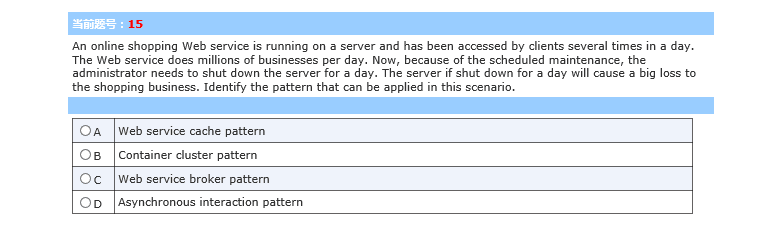 当前题号：15
An online shopping Web service is running on a server and has been accessed by clients several times in a day.
The Web service does millions of businesses per day. Now, because of the scheduled maintenance, the
administrator needs to shut down the server for a day. The server if shut down for a day will cause a big loss to
the shopping business. Identify the pattern that can be applied in this scenario.
A Web service cache pattern
B Container cluster pattern
C Web service broker pattern
D Asynchronous interaction pattern